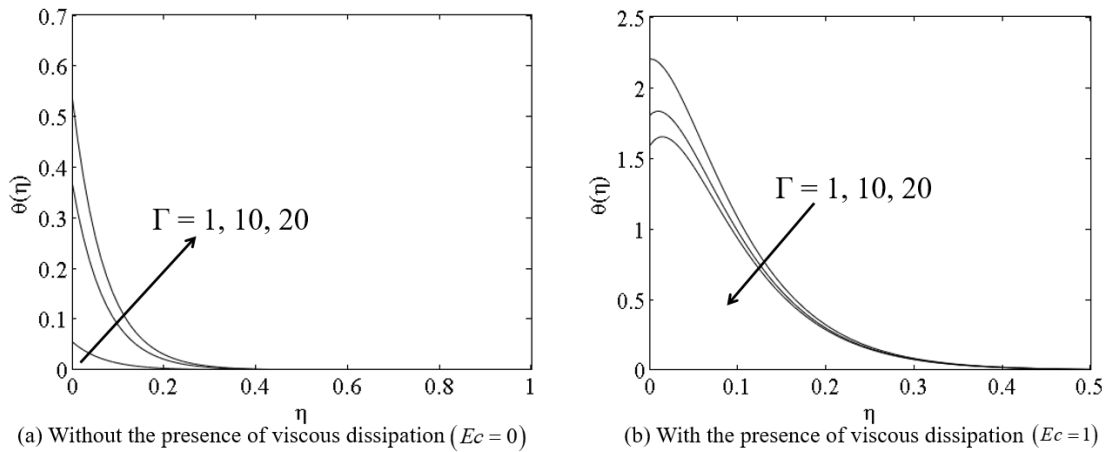 0.7
0.6
0.5
0.4
0.3
0.2
0.1
0
θ(η)
Γ = 1, 10, 20
0 0.2 0.4 0.6 0.8 1
η
(a) Without the presence of viscous dissipation (Ec = 0)
2.5
2
1.5
1
0.5
0
θ(η)
Γ = 1, 10, 20
0 0.1 0.2 0.3 0.4 0.5
η
(b) With the presence of viscous dissipation (Ec = 1)